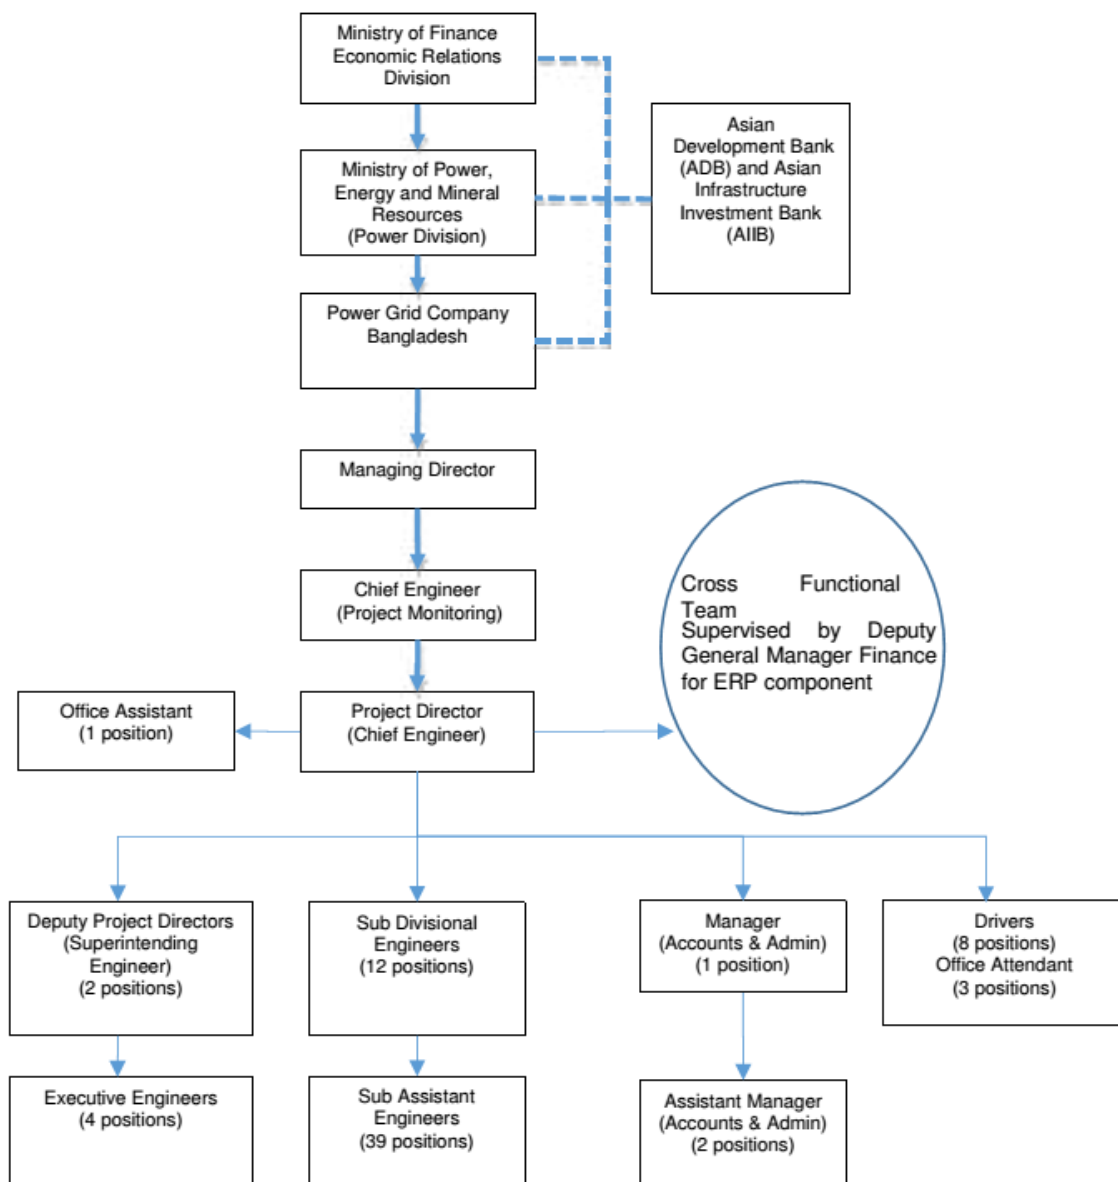 Ministry of Finance
Economic Relations
Division
Asian
Development Bank
(ADB) and Asian
Infrastructure
Investment Bank
(AIIB)
Ministry of Power,
Energy and Mineral
Resources
(Power Division)
Power Grid Company
Bangladesh
Managing Director
Chief Engineer
(Project Monitoring)
Cross Functional
Team
Supervised by Deputy
General Manager Finance
for ERP component
Office Assistant
(1 position)
Project Director
(Chief Engineer)
Deputy Project Directors
(Superintending
Engineer)
(2 positions)
Sub Divisional
Engineers
(12 positions)
Manager
(Accounts & Admin)
(1 position)
Drivers
(8 positions)
Office Attendant
(3 positions)
Executive Engineers
(4 positions)
Sub Assistant
Engineers
(39 positions)
Assistant Manager
(Accounts & Admin)
(2 positions)